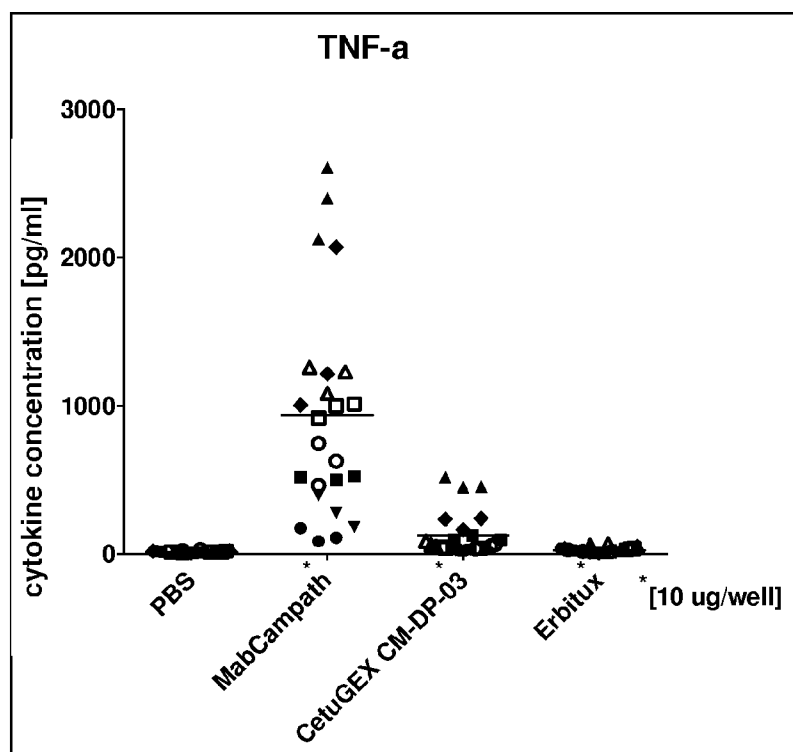 TNF-a
cytokine concentration [pg/ml]
3000
2000
1000
0
PBS
MabCampath
*
CetuGEX CM-DP-03
*
Erbitux
*
* [10 ug/well]